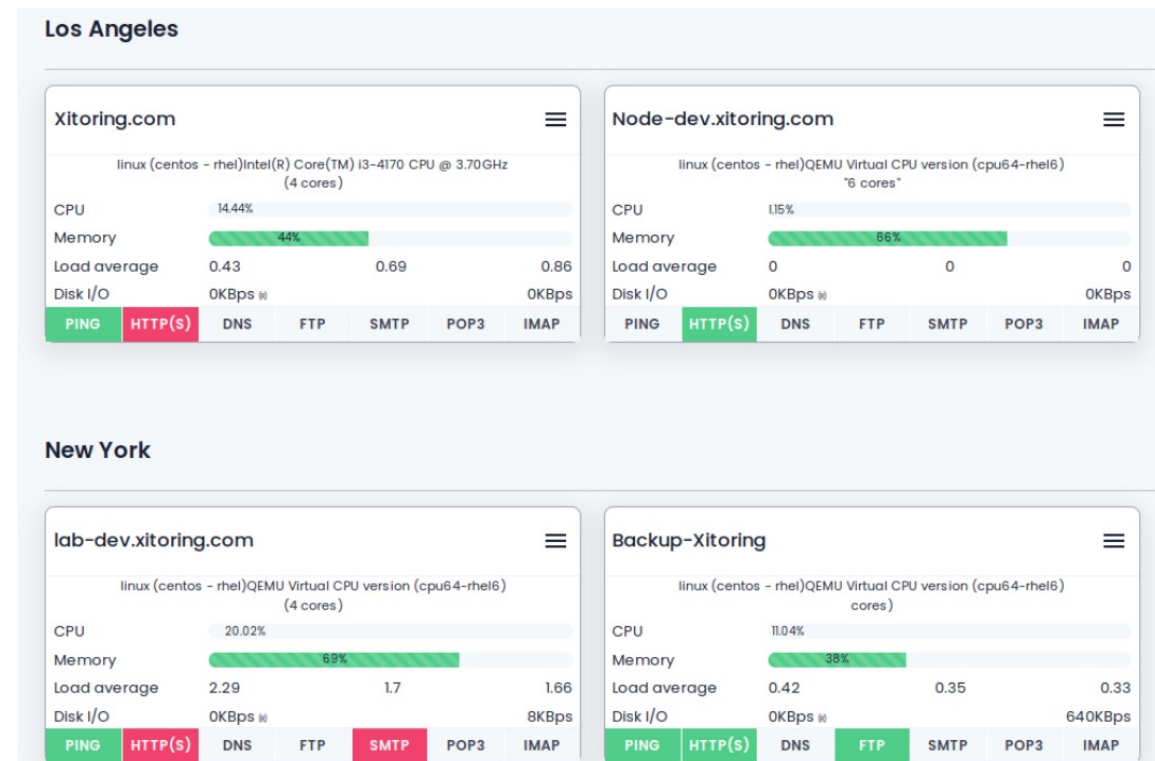 Los Angeles
Xitoring.com
linux (centos - rhel)Intel(R) Core(TM) i3-4170 CPU @ 3.70GHz
(4 cores)
CPU 14.44%
Memory 44%
Load average 0.43 0.69 0.86
Disk I/O 0KBps 0KBps
PING HTTP(S) DNS FTP SMTP POP3 IMAP
Node-dev.xitoring.com
linux (centos - rhel)QEMU Virtual CPU version (cpu64-rhel6)
"6 cores"
CPU 1.15%
Memory 66%
Load average 0 0 0
Disk I/O 0KBps 0KBps
PING HTTP(S) DNS FTP SMTP POP3 IMAP
New York
lab-dev.xitoring.com
linux (centos - rhel)QEMU Virtual CPU version (cpu64-rhel6)
(4 cores)
CPU 20.02%
Memory 69%
Load average 2.29 1.7 1.66
Disk I/O 0KBps 8KBps
PING HTTP(S) DNS FTP SMTP POP3 IMAP
Backup-Xitoring
linux (centos - rhel)QEMU Virtual CPU version (cpu64-rhel6)
cores)
CPU 11.04%
Memory 38%
Load average 0.42 0.35 0.33
Disk I/O 0KBps 640KBps
PING HTTP(S) DNS FTP SMTP POP3 IMAP